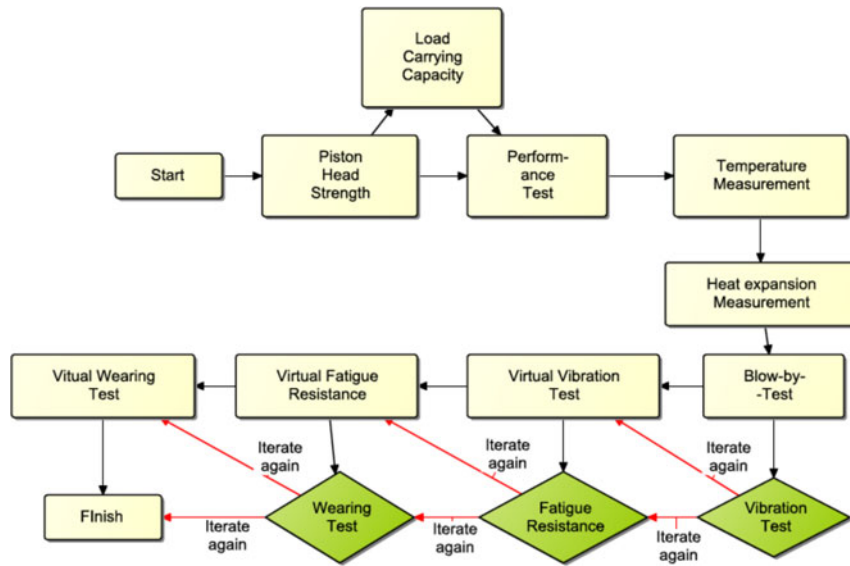 Load
Carrying
Capacity
Start
Piston
Head
Strength
Perform-
ance
Test
Temperature
Measurement
Heat expansion
Measurement
Vitual Wearing
Test
Virtual Fatigue
Resistance
Virtual Vibration
Test
Blow-by-
-Test
Iterate
again
Iterate
again
Iterate
again
FInish
Iterate
again
Wearing
Test
Iterate
again
Fatigue
Resistance
Iterate
again
Vibration
Test